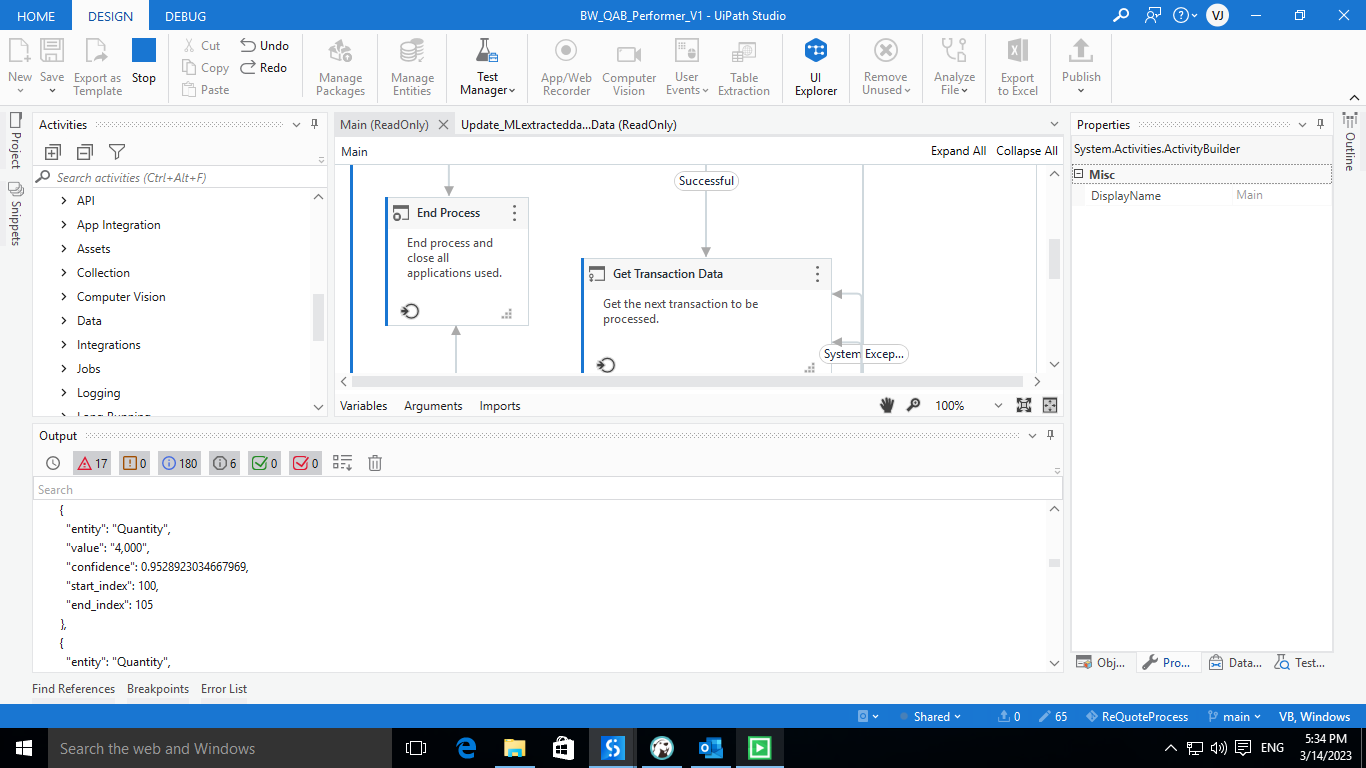 HOME DESIGN DEBUG
BW_QAB_Performer_V1 - UiPath Studio
VJ
New
Save
Export as Template
Stop
Cut
Copy
Paste
Undo
Redo
Manage Packages
Manage Entities
Test Manager
App/Web Recorder
Computer Vision
User Events
Table Extraction
UI Explorer
Remove Unused
Analyze File
Export to Excel
Publish
Project
Snippets
Activities
Search activities (Ctrl+Alt+F)
API
App Integration
Assets
Collection
Computer Vision
Data
Integrations
Jobs
Logging
Long Running
Main (ReadOnly)
Update_MLextractedda...Data (ReadOnly)
Main
Expand All Collapse All
Successful
End Process
End process and
close all
applications used.
Get Transaction Data
Get the next transaction to be
processed.
System Excep...
Variables Arguments Imports
100%
Properties
System.Activities.ActivityBuilder
Misc
DisplayName Main
Outline
Obj...
Pro...
Data...
Test...
Output
17 0 180 6 0 0
Search
{
"entity": "Quantity",
"value": "4,000",
"confidence": 0.9528923034667969,
"start_index": 100,
"end_index": 105
},
{
"entity": "Quantity",
Find References Breakpoints Error List
Shared 0 65 ReQuoteProcess main VB, Windows
Search the web and Windows
ENG
5:34 PM
3/14/2023